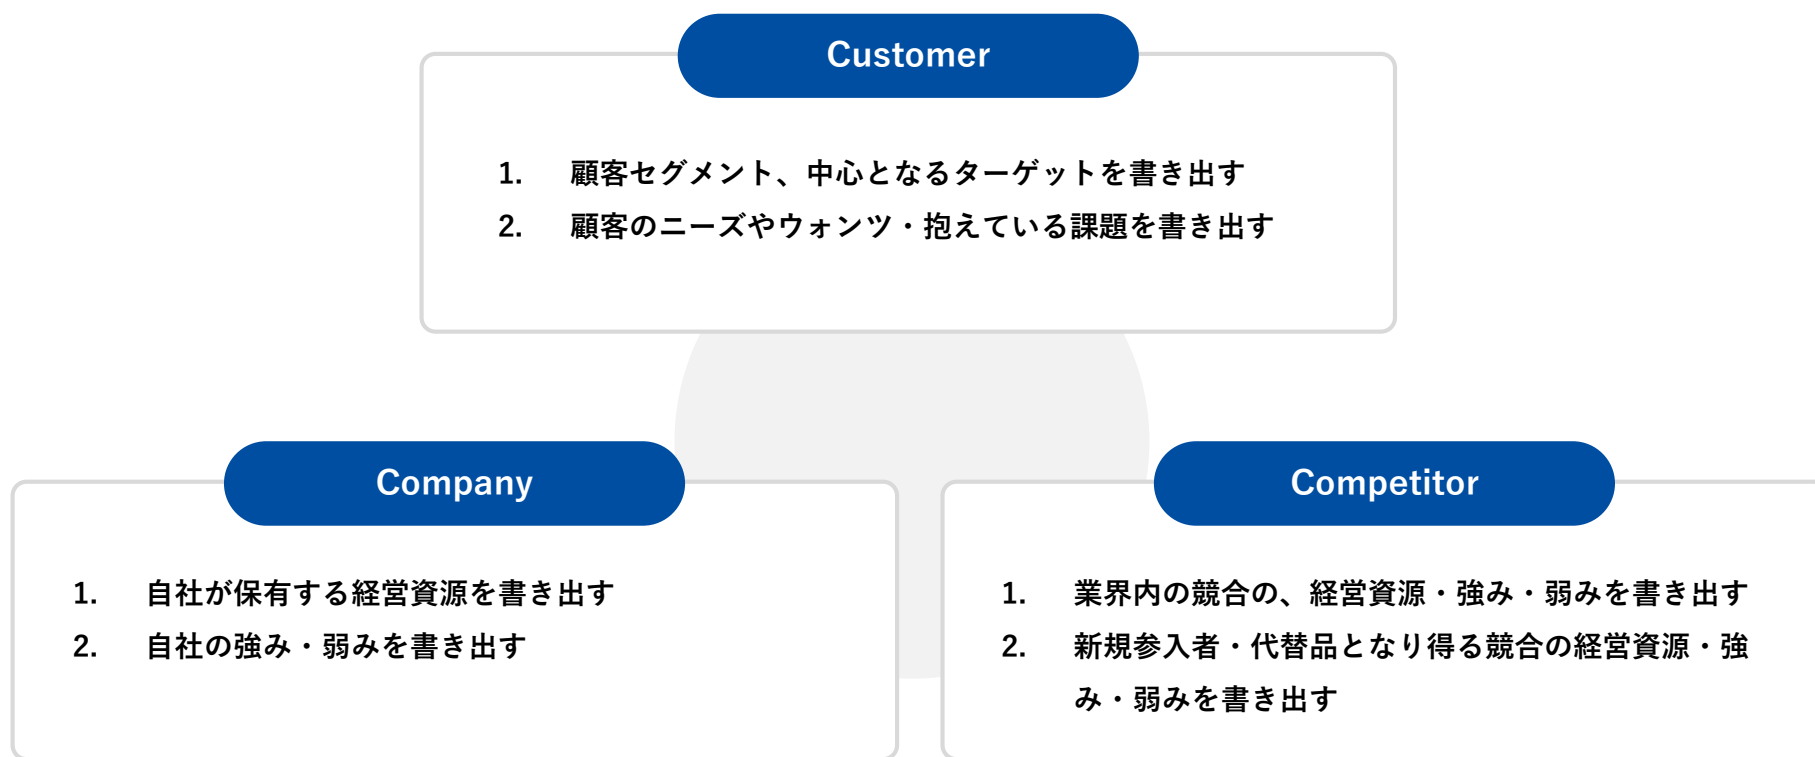 Customer
1. 顧客セグメント、中心となるターゲットを書き出す
2. 顧客のニーズやウォンツ・抱えている課題を書き出す
Company
1. 自社が保有する経営資源を書き出す
2. 自社の強み・弱みを書き出す
Competitor
1. 業界内の競合の、経営資源・強み・弱みを書き出す
2. 新規参入者・代替品となり得る競合の経営資源・強
み・弱みを書き出す